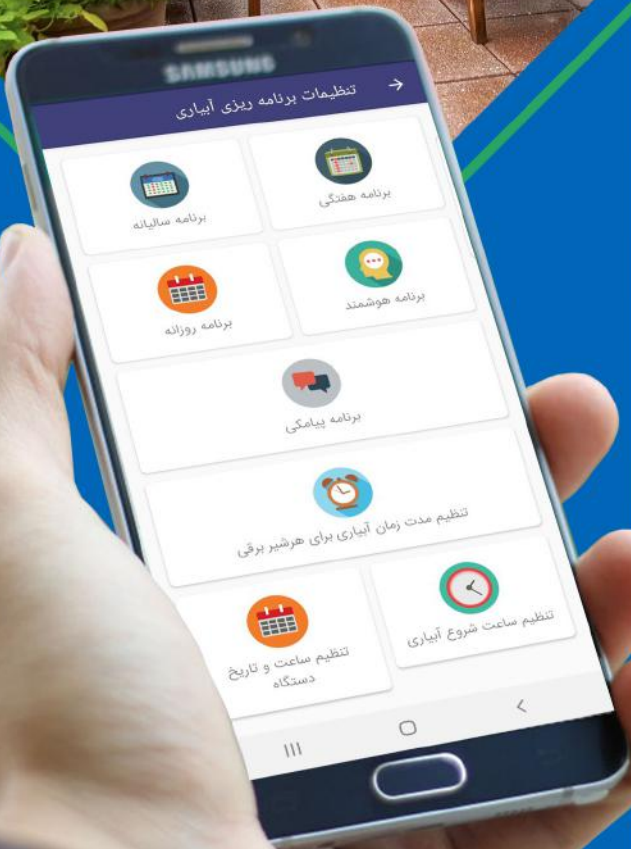 SAMSUNG
تنظیمات برنامه ریزی آبیاری
برنامه هفتگی
برنامه سالیانه
برنامه هوشمند
برنامه روزانه
برنامه پیامکی
تنظیم مدت زمان آبیاری برای هرشیر برقی
تنظیم ساعت شروع آبیاری
تنظیم ساعت و تاریخ
دستگاه